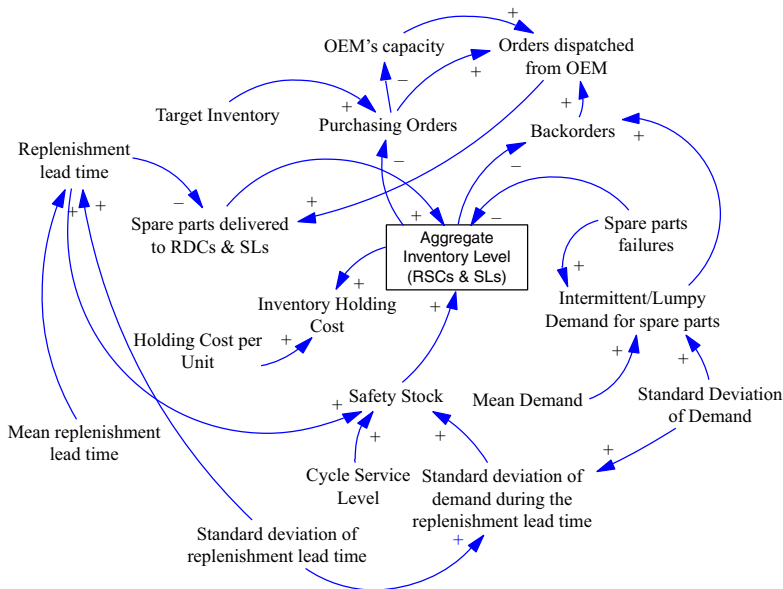 OEM's capacity
Orders dispatched
from OEM
+
+
+
−
Target Inventory
+
Purchasing Orders
+
Backorders
+
Replenishment
lead time
−
−
−
+
+
Spare parts delivered
to RDCs & SLs
+
+
+
−
Aggregate
Inventory Level
(RSCs & SLs)
Spare parts
failures
+
+
+
Inventory Holding
Cost
Intermittent/Lumpy
Demand for spare parts
Holding Cost per
Unit
+
+
+
Safety Stock
+
Mean Demand
Standard Deviation
of Demand
Mean replenishment
lead time
+
+
+
Cycle Service
Level
Standard deviation of
demand during the
replenishment lead time
Standard deviation of
replenishment lead time
+